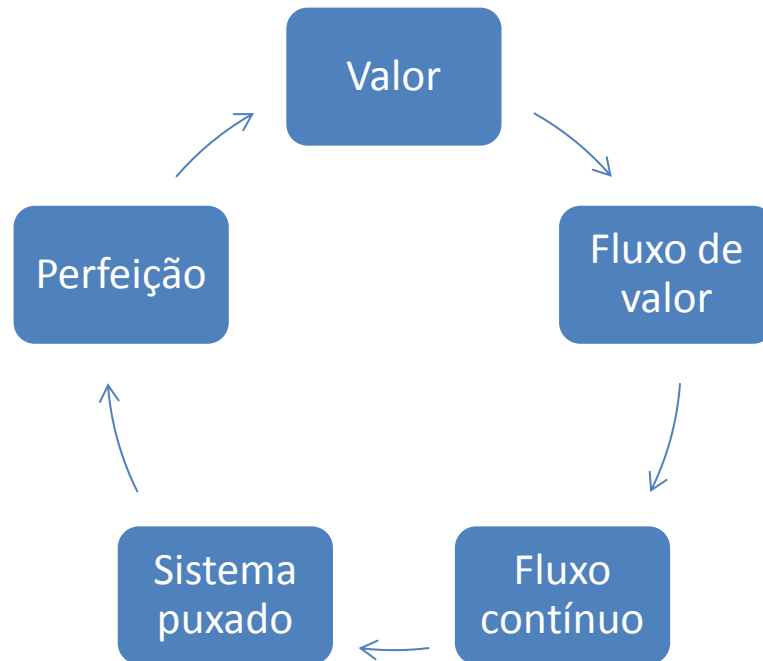 Valor
Fluxo de
valor
Fluxo
contínuo
Sistema
puxado
Perfeição